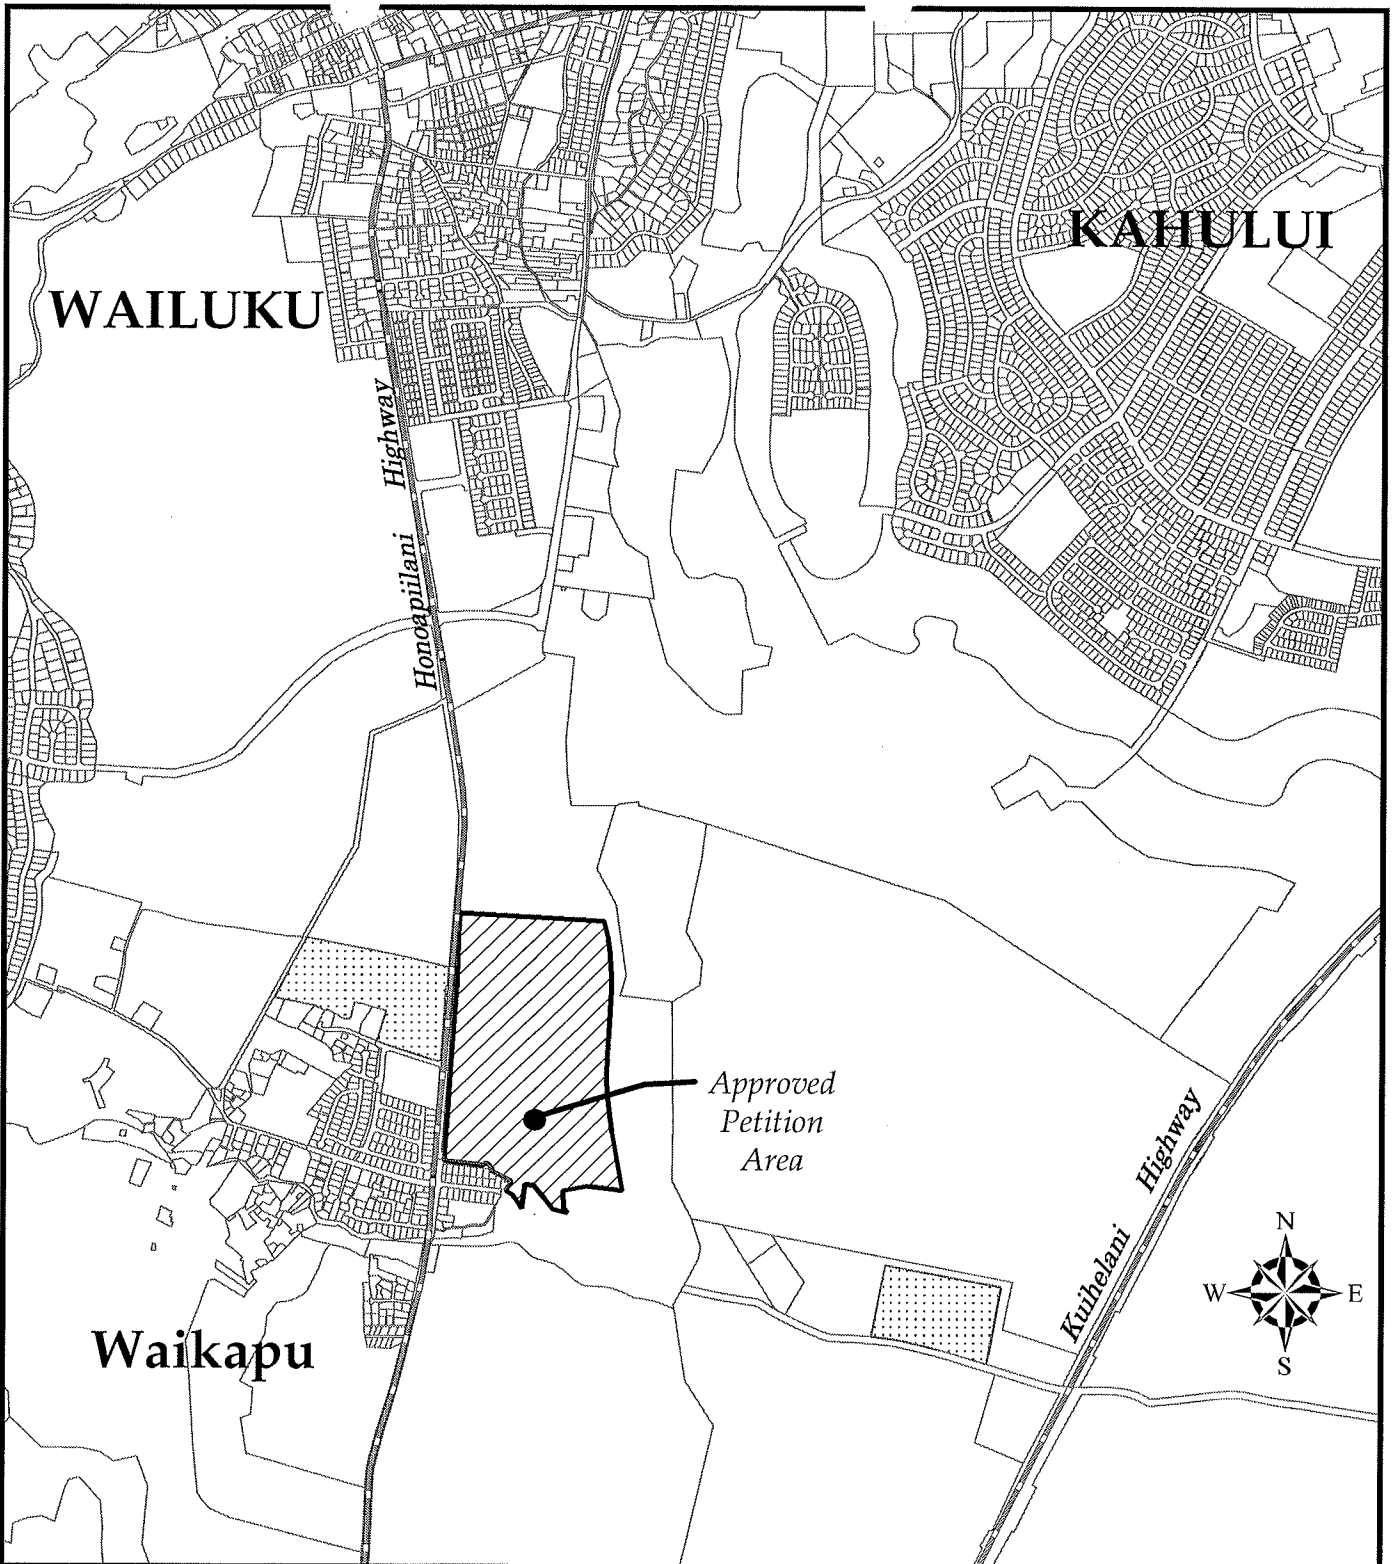 KAHULUI
WAILUKU
Honoapiilani Highway
Approved
Petition
Area
Kuihelani Highway
N
W E
S
Waikapu